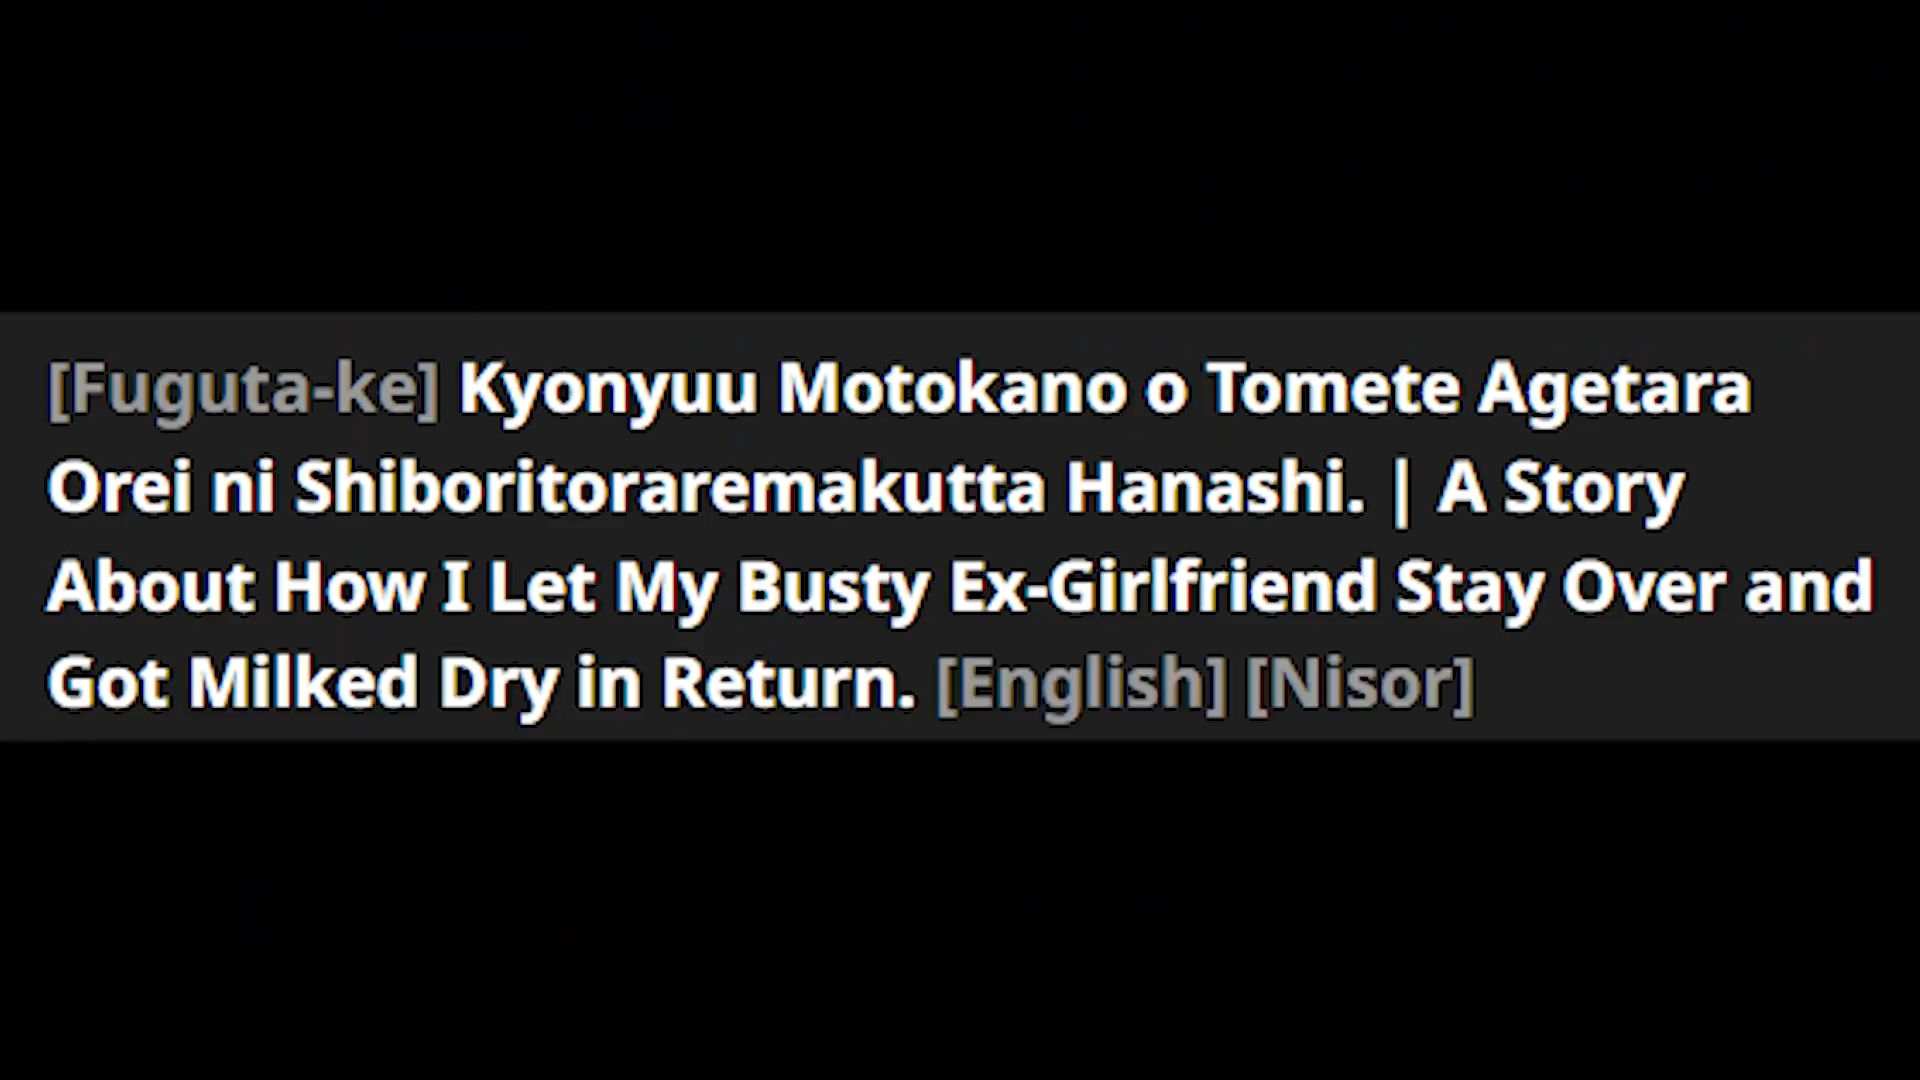 [Fuguta-ke] Kyonyuu Motokano o Tomete Agetara
Orei ni Shiboritoraremakutta Hanashi. | A Story
About How I Let My Busty Ex-Girlfriend Stay Over and
Got Milked Dry in Return. [English] [Nisor]